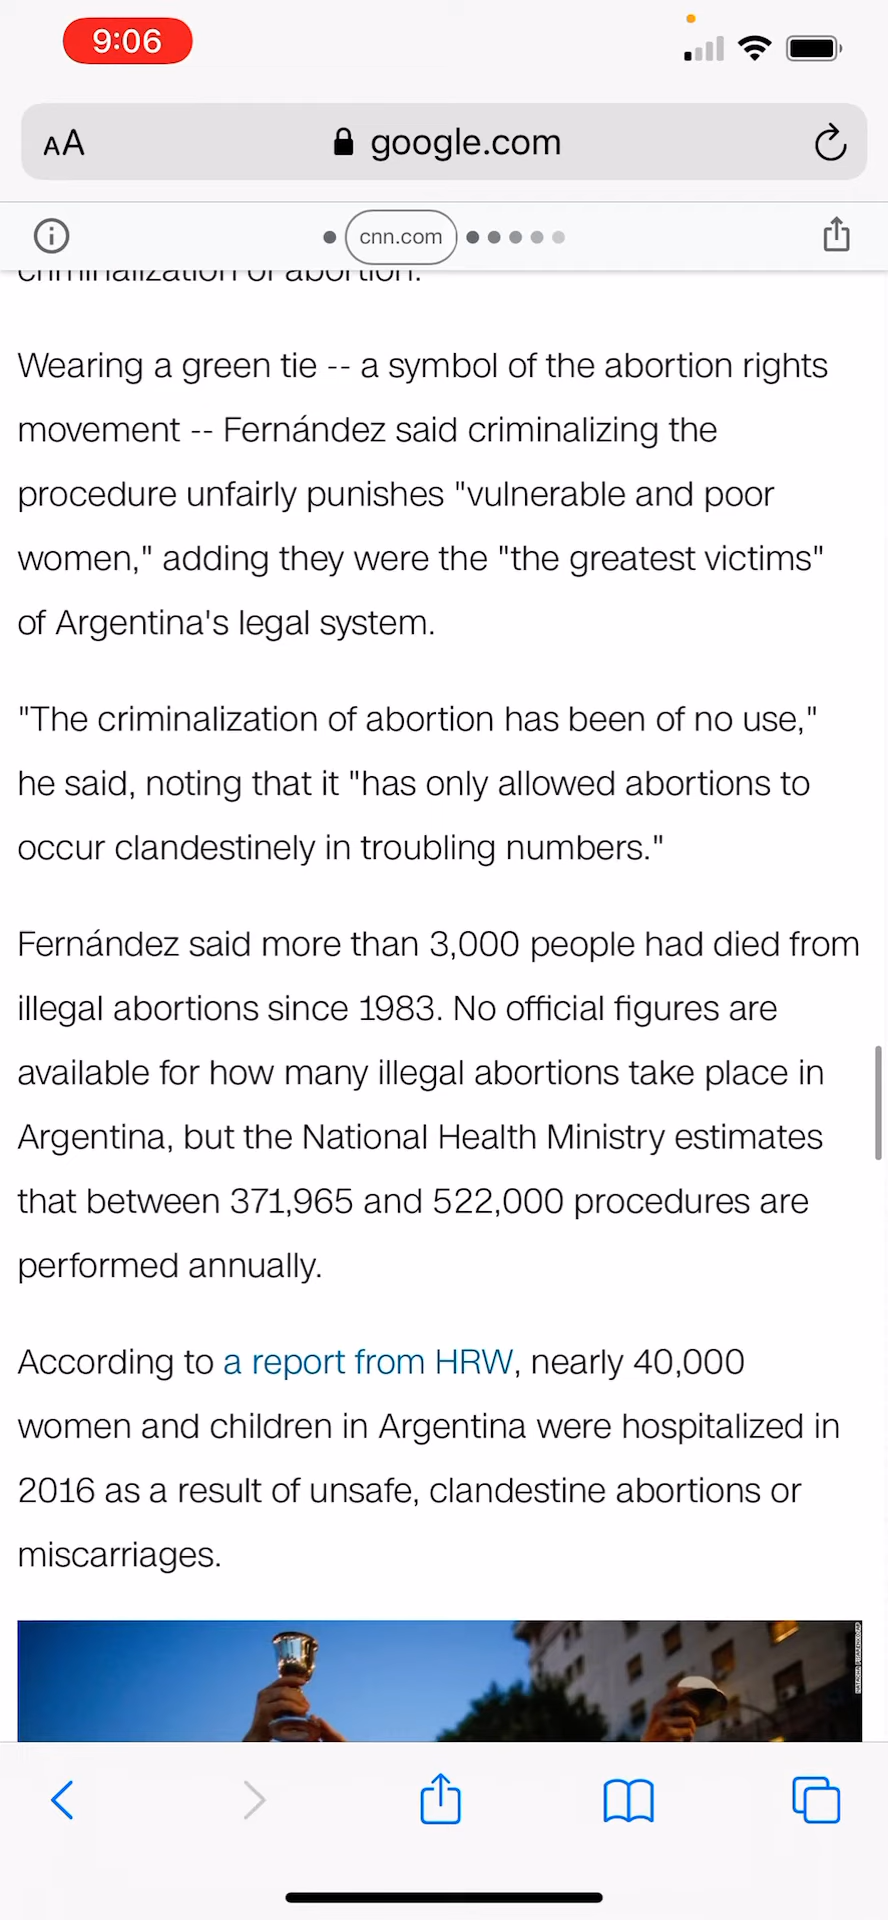 9:06
AA
google.com
cnn.com
criminalization of abortion.
Wearing a green tie -- a symbol of the abortion rights
movement -- Fernández said criminalizing the
procedure unfairly punishes "vulnerable and poor
women," adding they were the "the greatest victims"
of Argentina's legal system.
"The criminalization of abortion has been of no use,"
he said, noting that it "has only allowed abortions to
occur clandestinely in troubling numbers."
Fernández said more than 3,000 people had died from
illegal abortions since 1983. No official figures are
available for how many illegal abortions take place in
Argentina, but the National Health Ministry estimates
that between 371,965 and 522,000 procedures are
performed annually.
According to a report from HRW, nearly 40,000
women and children in Argentina were hospitalized in
2016 as a result of unsafe, clandestine abortions or
miscarriages.